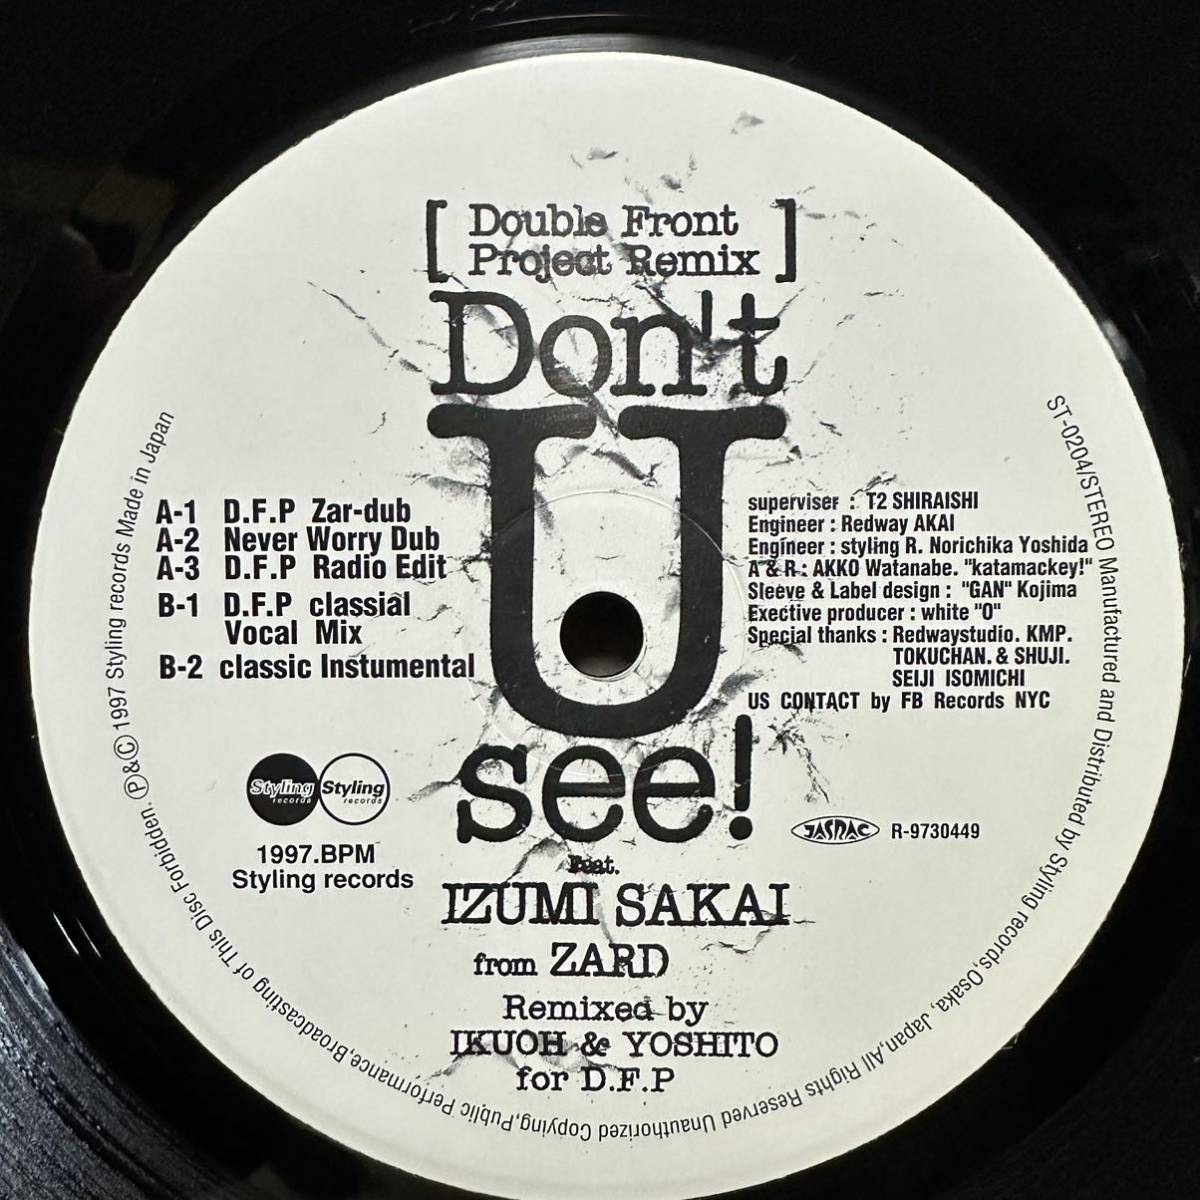 [ Double Front
Project Remix ]
Don't
U
see!
Feat.
IZUMI SAKAI
from ZARD
Remixed by
IKUOH & YOSHITO
for D.F.P
A-1 D.F.P Zar-dub
A-2 Never Worry Dub
A-3 D.F.P Radio Edit
B-1 D.F.P classial
Vocal Mix
B-2 classic Instumental
Styling records
Styling records
1997.BPM
Styling records
superviser : T2 SHIRAISHI
Engineer : Redway AKAI
Engineer : styling R. Norichika Yoshida
A & R : AKKO Watanabe. "katamackey!"
Sleeve & Label design : "GAN" Kojima
Exective producer : white "O"
Special thanks : Redwaystudio. KMP.
TOKUCHAN. & SHUJI.
SEIJI ISOMICHI
US CONTACT by FB Records NYC
JASRAC R-9730449
ST-0204/STEREO Manufactured and Distributed by Styling records,Osaka, Japan,All Rights Reserved Unauthorized Copying,Public Performance,Broadcasting of This Disc Forbidden. Ⓟ&Ⓒ 1997 Styling records Made in Japan